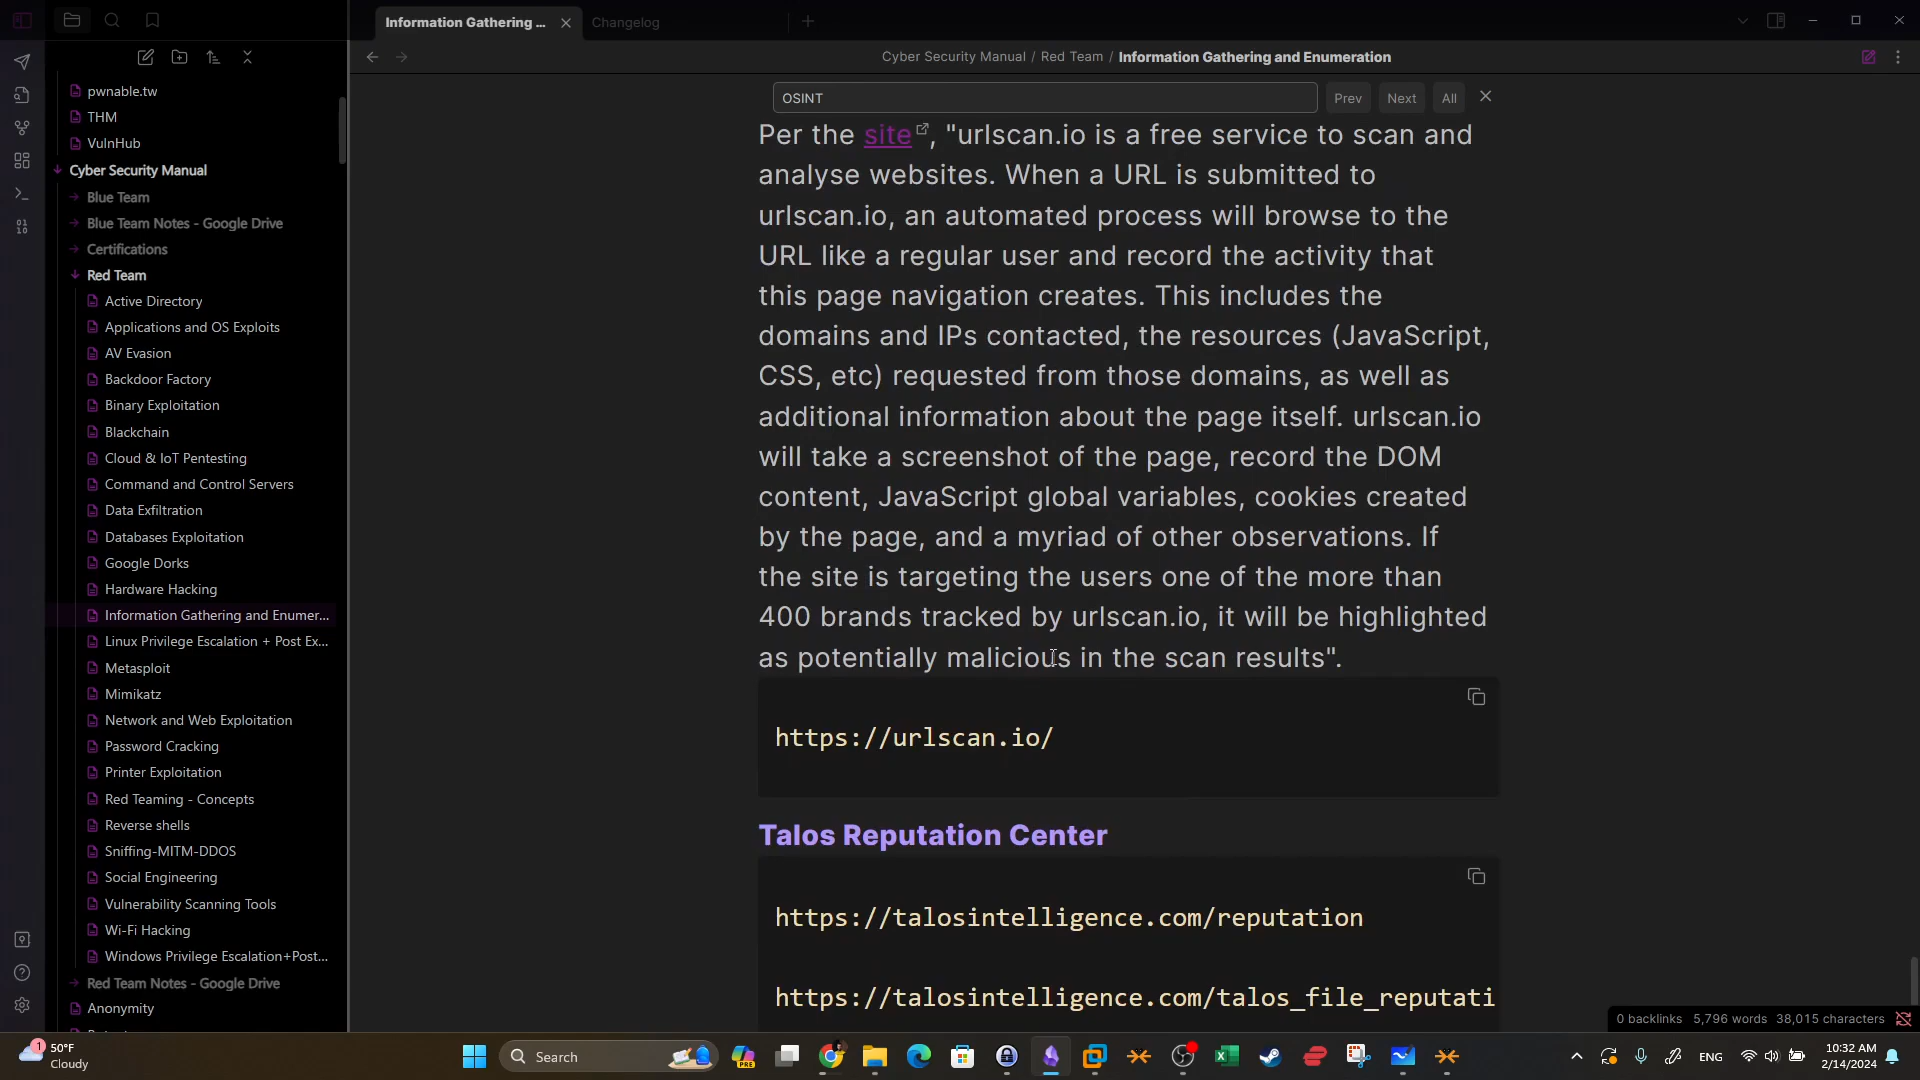 Information Gathering ...
Changelog
Cyber Security Manual / Red Team / Information Gathering and Enumeration
pwnable.tw
THM
VulnHub
Cyber Security Manual
Blue Team
Blue Team Notes - Google Drive
Certifications
Red Team
Active Directory
Applications and OS Exploits
AV Evasion
Backdoor Factory
Binary Exploitation
Blackchain
Cloud & IoT Pentesting
Command and Control Servers
Data Exfiltration
Databases Exploitation
Google Dorks
Hardware Hacking
Information Gathering and Enumer...
Linux Privilege Escalation + Post Ex...
Metasploit
Mimikatz
Network and Web Exploitation
Password Cracking
Printer Exploitation
Red Teaming - Concepts
Reverse shells
Sniffing-MITM-DDOS
Social Engineering
Vulnerability Scanning Tools
Wi-Fi Hacking
Windows Privilege Escalation+Post...
Red Team Notes - Google Drive
Anonymity
OSINT
Prev
Next
All
Per the site, "urlscan.io is a free service to scan and
analyse websites. When a URL is submitted to
urlscan.io, an automated process will browse to the
URL like a regular user and record the activity that
this page navigation creates. This includes the
domains and IPs contacted, the resources (JavaScript,
CSS, etc) requested from those domains, as well as
additional information about the page itself. urlscan.io
will take a screenshot of the page, record the DOM
content, JavaScript global variables, cookies created
by the page, and a myriad of other observations. If
the site is targeting the users one of the more than
400 brands tracked by urlscan.io, it will be highlighted
as potentially malicious in the scan results".
https://urlscan.io/
Talos Reputation Center
https://talosintelligence.com/reputation
https://talosintelligence.com/talos_file_reputati
0 backlinks 5,796 words 38,015 characters
1
50°F
Cloudy
Search
PRE
ENG
10:32 AM
2/14/2024